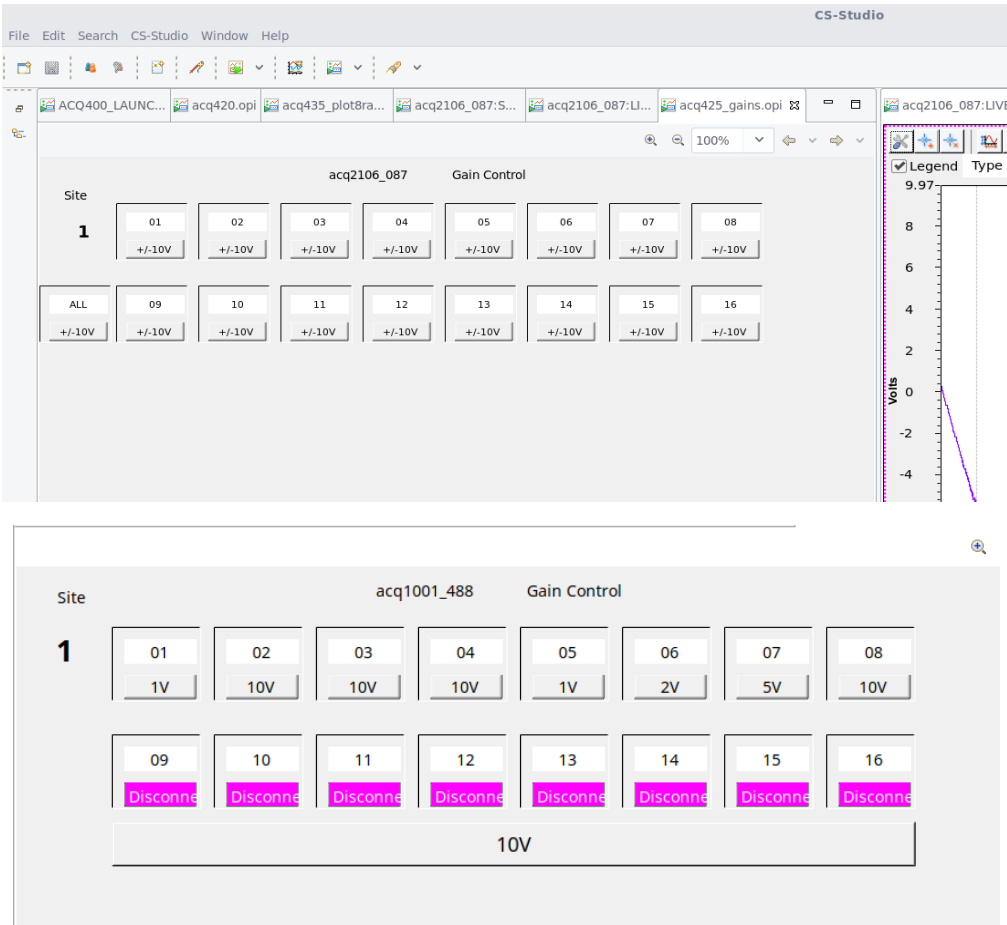 CS-Studio
File Edit Search CS-Studio Window Help
ACQ400_LAUNC... acq420.opi acq435_plot8ra... acq2106_087:S... acq2106_087:LI... acq425_gains.opi acq2106_087:LIVE
100%
Legend Type
acq2106_087 Gain Control
Site
1
01 02 03 04 05 06 07 08
+/-10V +/-10V +/-10V +/-10V +/-10V +/-10V +/-10V +/-10V
ALL 09 10 11 12 13 14 15 16
+/-10V +/-10V +/-10V +/-10V +/-10V +/-10V +/-10V +/-10V +/-10V
9.97
8
6
4
2
0
-2
-4
Volts
acq1001_488 Gain Control
Site
1
01 02 03 04 05 06 07 08
1V 10V 10V 10V 1V 2V 5V 10V
09 10 11 12 13 14 15 16
Disconne Disconne Disconne Disconne Disconne Disconne Disconne Disconne
10V